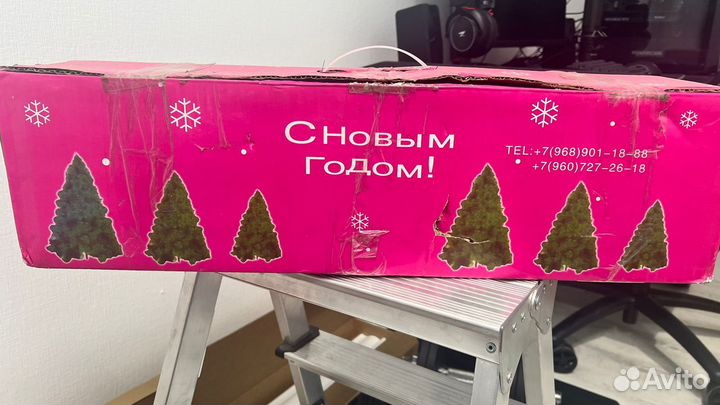 С Новым
Годом!
TEL:+7(968)901-18-88
+7(960)727-26-18
Avito